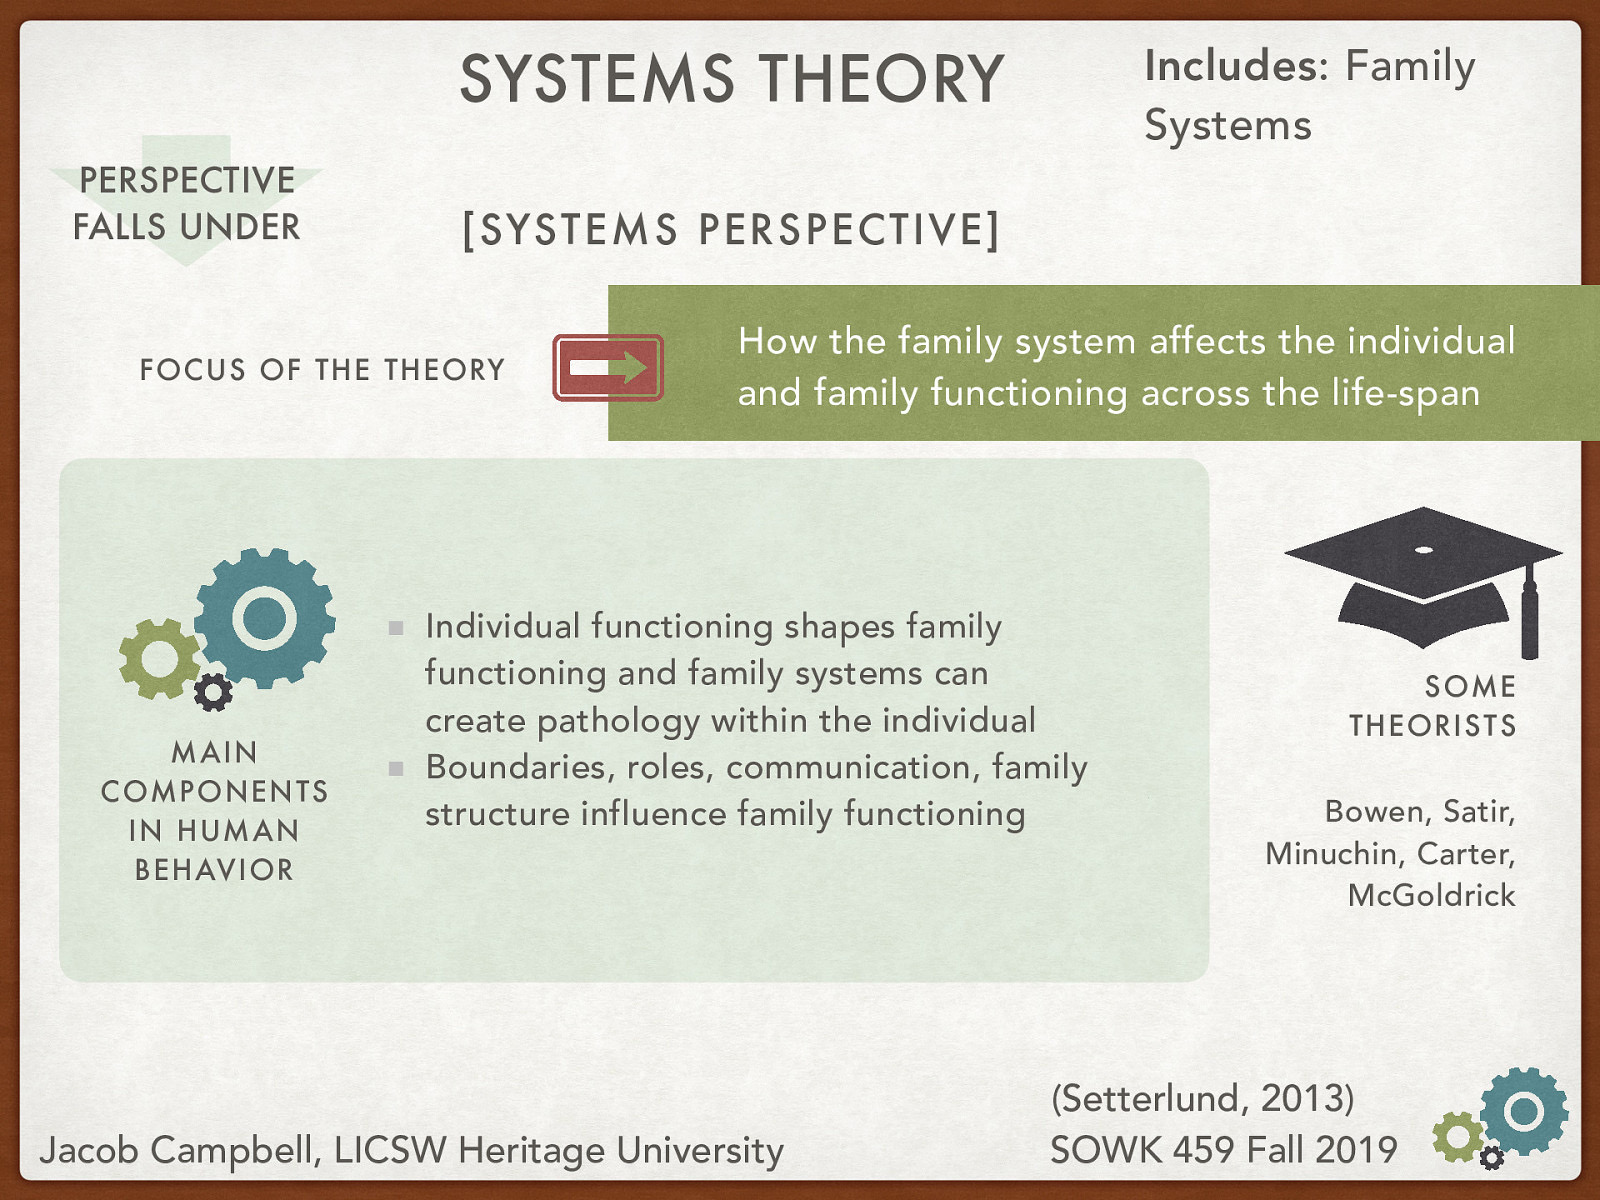 SYSTEMS THEORY
Includes: Family
Systems
PERSPECTIVE
FALLS UNDER
[SYSTEMS PERSPECTIVE]
FOCUS OF THE THEORY
How the family system affects the individual
and family functioning across the life-span
MAIN
COMPONENTS
IN HUMAN
BEHAVIOR
Individual functioning shapes family
functioning and family systems can
create pathology within the individual
Boundaries, roles, communication, family
structure influence family functioning
SOME
THEORISTS
Bowen, Satir,
Minuchin, Carter,
McGoldrick
(Setterlund, 2013)
Jacob Campbell, LICSW Heritage University
SOWK 459 Fall 2019